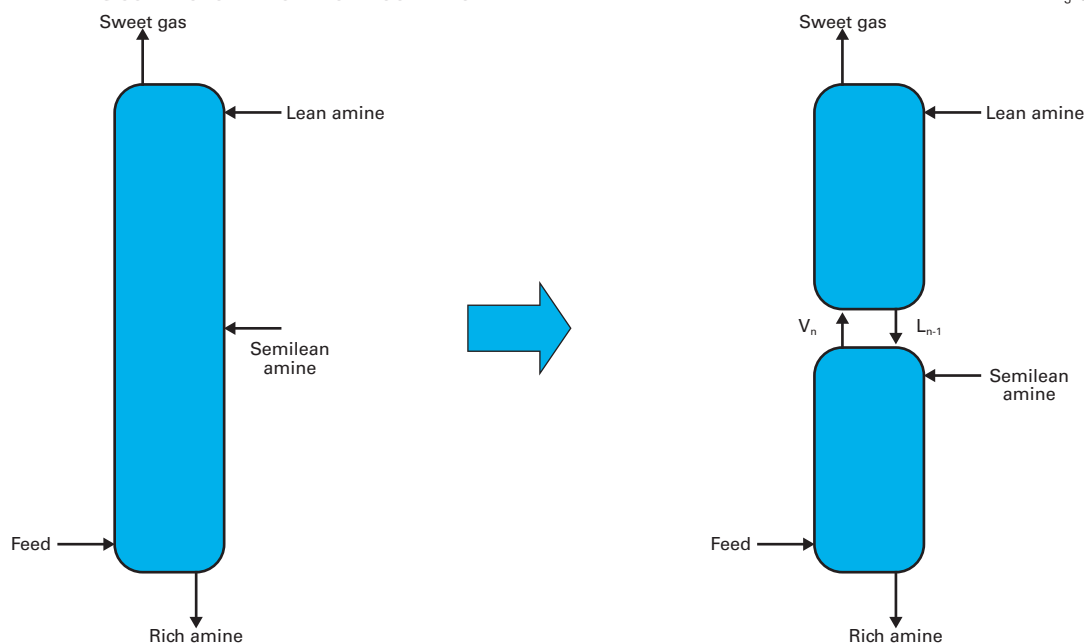 Sweet gas
Lean amine
Semilean
amine
Feed
Rich amine
Sweet gas
Lean amine
Vn
Ln-1
Semilean
amine
Feed
Rich amine